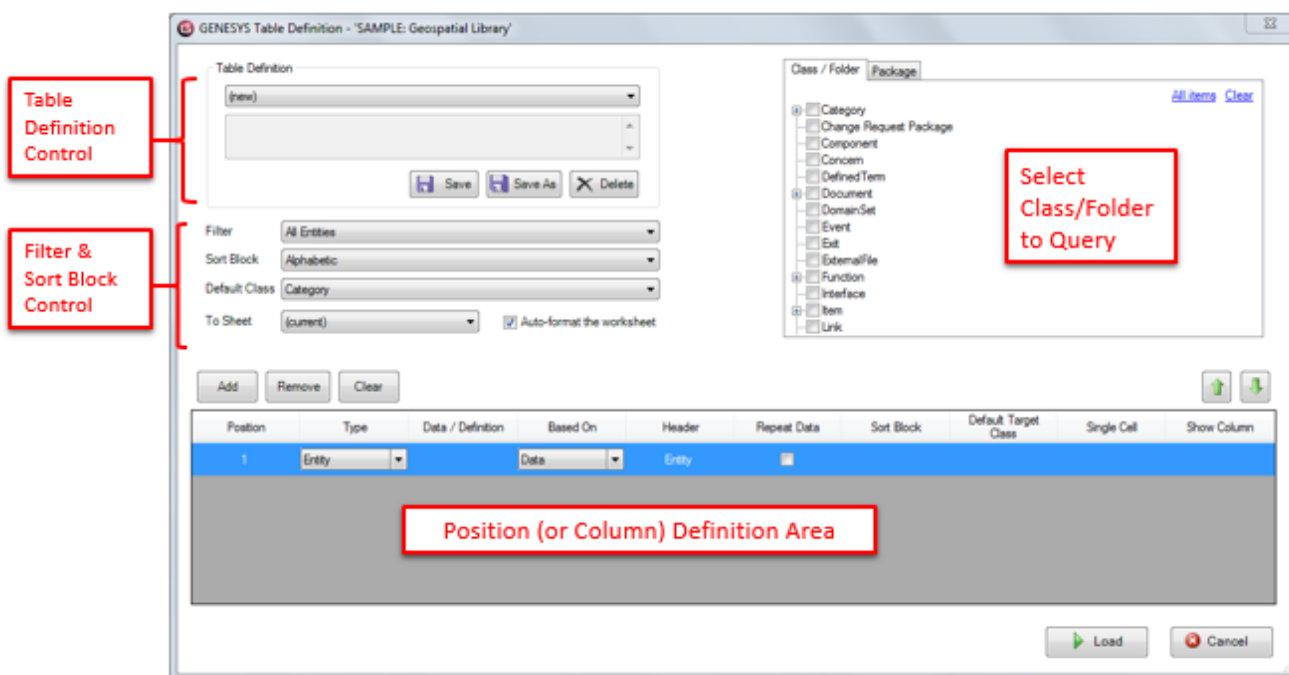 GENESYS Table Definition - 'SAMPLE: Geospatial Library'
Table
Definition
Control
Table Definition
(new)
Save Save As Delete
Filter &
Sort Block
Control
Filter All Entities
Sort Block Alphabetic
Default Class Category
To Sheet (current) Auto-format the worksheet
Class / Folder Package
All items Clear
Category
Change Request Package
Component
Concern
DefinedTerm
Document
DomainSet
Event
Exit
ExternalFile
Function
Interface
Item
Link
Select
Class/Folder
to Query
Add Remove Clear
Position Type Data / Definition Based On Header Repeat Data Sort Block Default Target Class Single Cell Show Column
1 Entity Data Entity
Position (or Column) Definition Area
Load Cancel